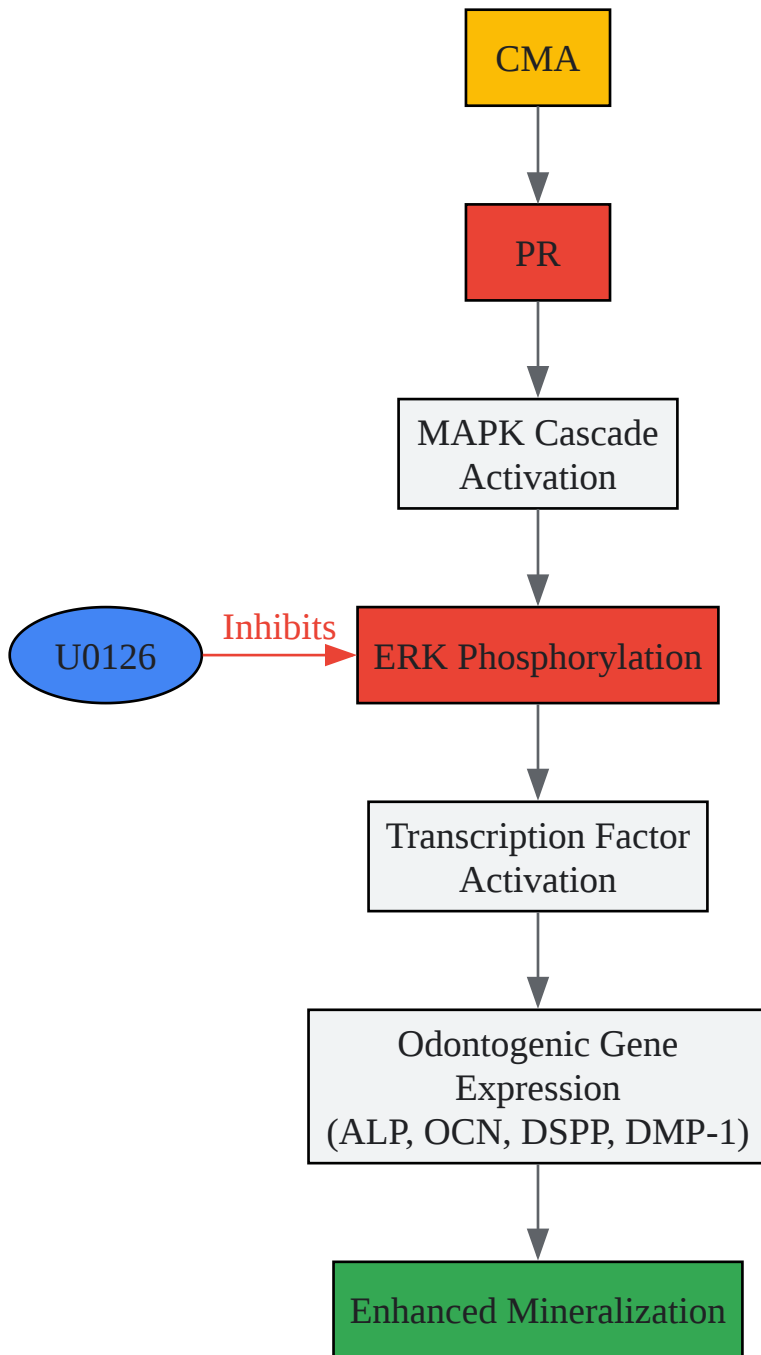 CMA
PR
MAPK Cascade
Activation
Inhibits
U0126
ERK Phosphorylation
Transcription Factor
Activation
Odontogenic Gene
Expression
(ALP, OCN, DSPP, DMP-1)
Enhanced Mineralization